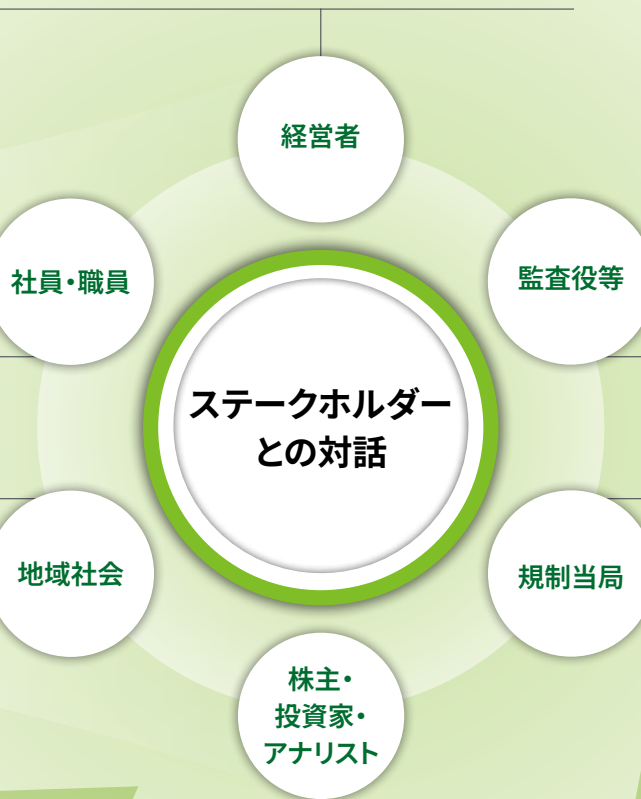 経営者
社員・職員
監査役等
ステークホルダー
との対話
地域社会
規制当局
株主・
投資家・
アナリスト